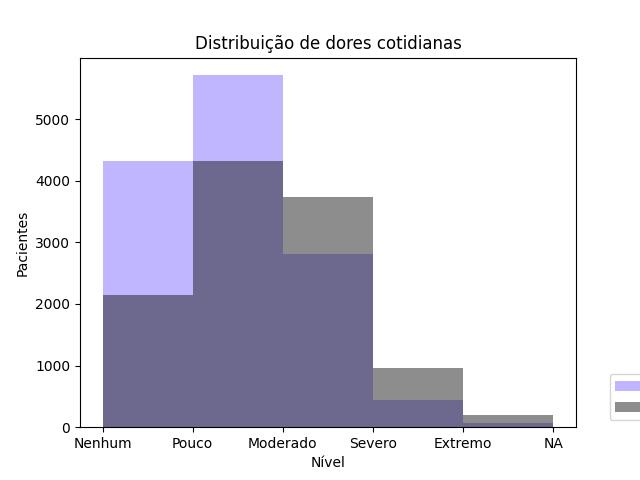 Distribuição de dores cotidianas
Pacientes
5000
4000
3000
2000
1000
0
Nenhum Pouco Moderado Severo Extremo NA
Nível